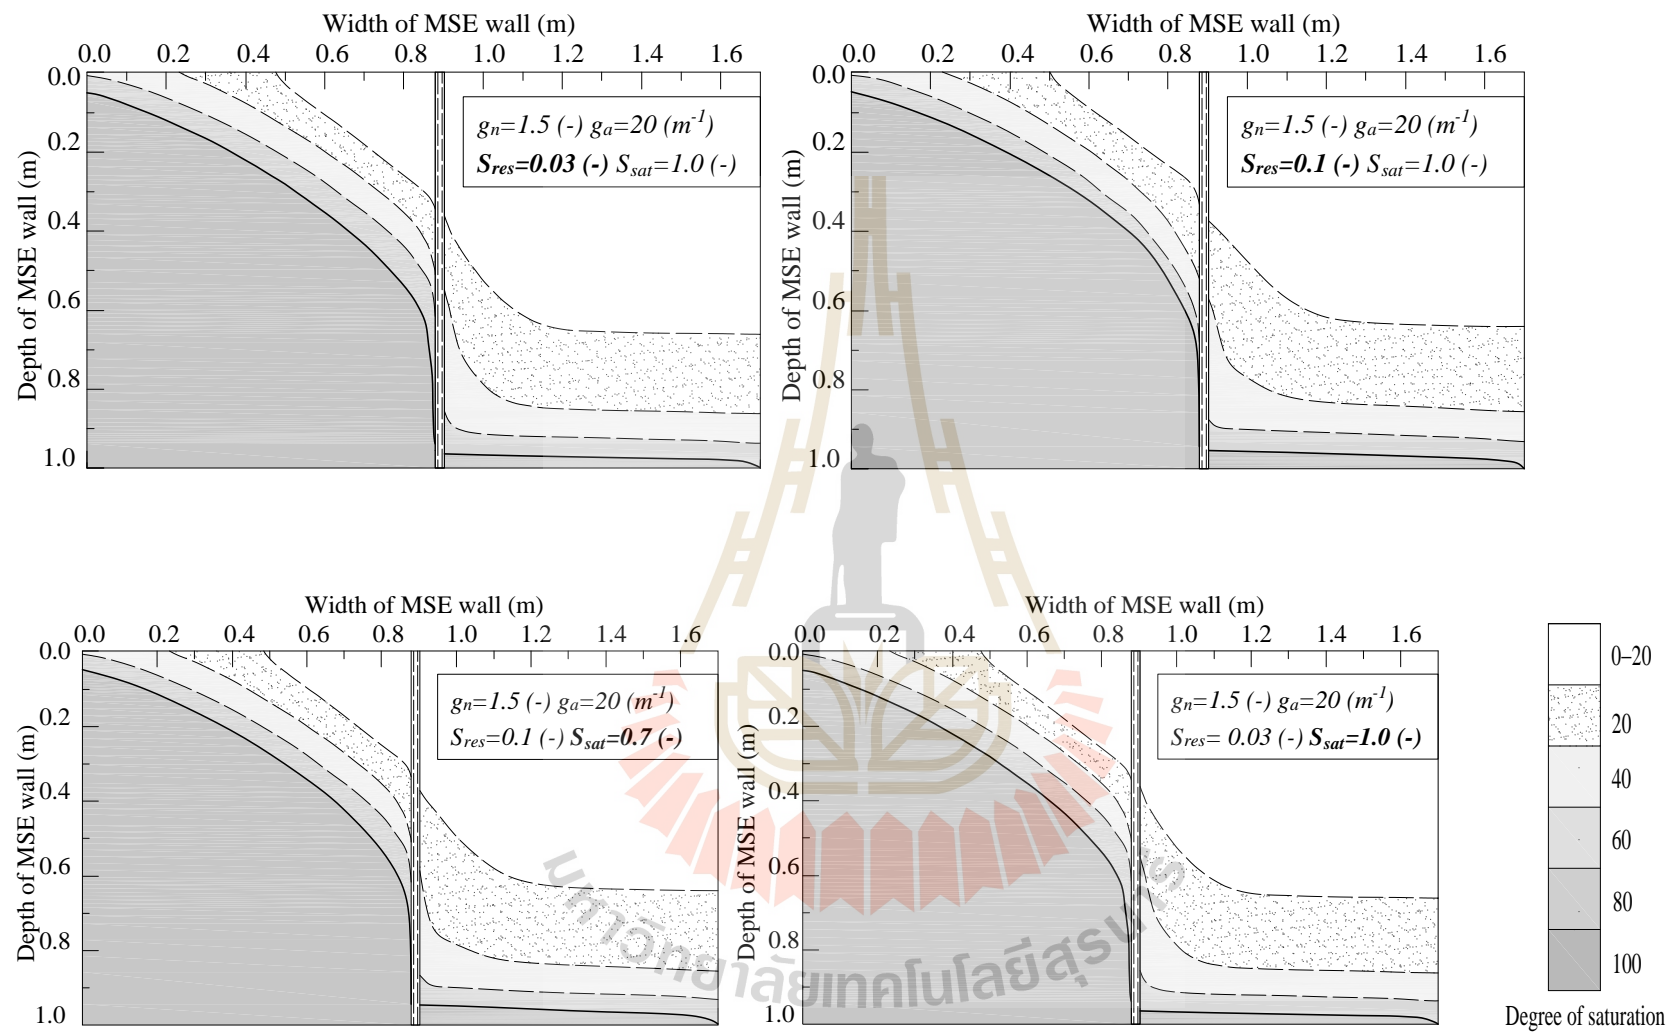 Width of MSE wall (m)
0.0 0.2 0.4 0.6 0.8 1.0 1.2 1.4 1.6
0.0
0.2
0.4
0.6
0.8
1.0
Depth of MSE wall (m)
gn=1.5 (-) ga=20 (m-1)
Sres=0.03 (-) Ssat=1.0 (-)
Width of MSE wall (m)
0.0 0.2 0.4 0.6 0.8 1.0 1.2 1.4 1.6
0.0
0.2
0.4
0.6
0.8
1.0
Depth of MSE wall (m)
gn=1.5 (-) ga=20 (m-1)
Sres=0.1 (-) Ssat=1.0 (-)
Width of MSE wall (m)
0.0 0.2 0.4 0.6 0.8 1.0 1.2 1.4 1.6
0.0
0.2
0.4
0.6
0.8
1.0
Depth of MSE wall (m)
gn=1.5 (-) ga=20 (m-1)
Sres=0.1 (-) Ssat=0.7 (-)
Width of MSE wall (m)
0.0 0.2 0.4 0.6 0.8 1.0 1.2 1.4 1.6
0.0
0.2
0.4
0.6
0.8
1.0
Depth of MSE wall (m)
gn=1.5 (-) ga=20 (m-1)
Sres= 0.03 (-) Ssat=1.0 (-)
0–20
20
40
60
80
100
Degree of saturation
มหาวิทยาลัยเทคโนโลยีสุรนารี